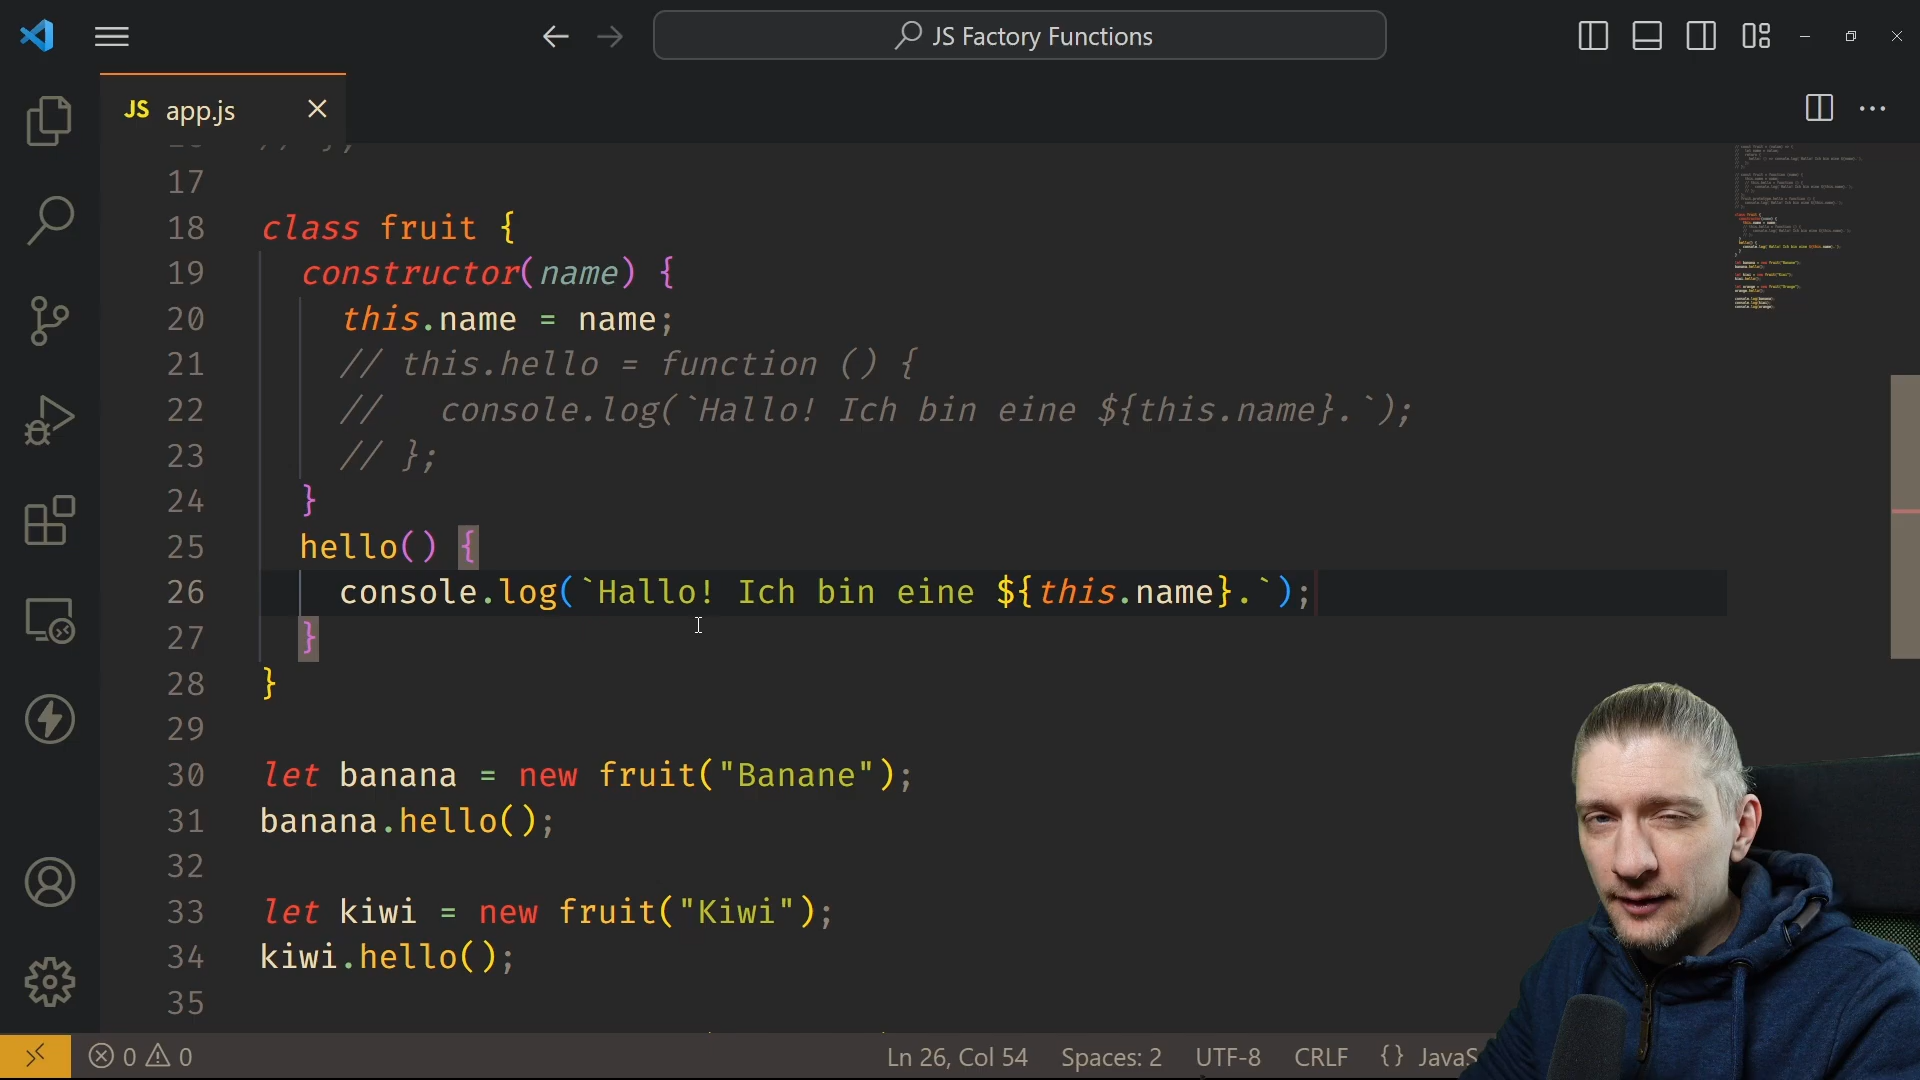 JS Factory Functions
JS app.js
17
18 class fruit {
19 constructor(name) {
20 this.name = name;
21 // this.hello = function () {
22 // console.log(`Hallo! Ich bin eine ${this.name}.`);
23 // };
24 }
25 hello() {
26 console.log(`Hallo! Ich bin eine ${this.name}.`);
27 }
28 }
29
30 let banana = new fruit("Banane");
31 banana.hello();
32
33 let kiwi = new fruit("Kiwi");
34 kiwi.hello();
35
0 0 Ln 26, Col 54 Spaces: 2 UTF-8 CRLF {} JavaS